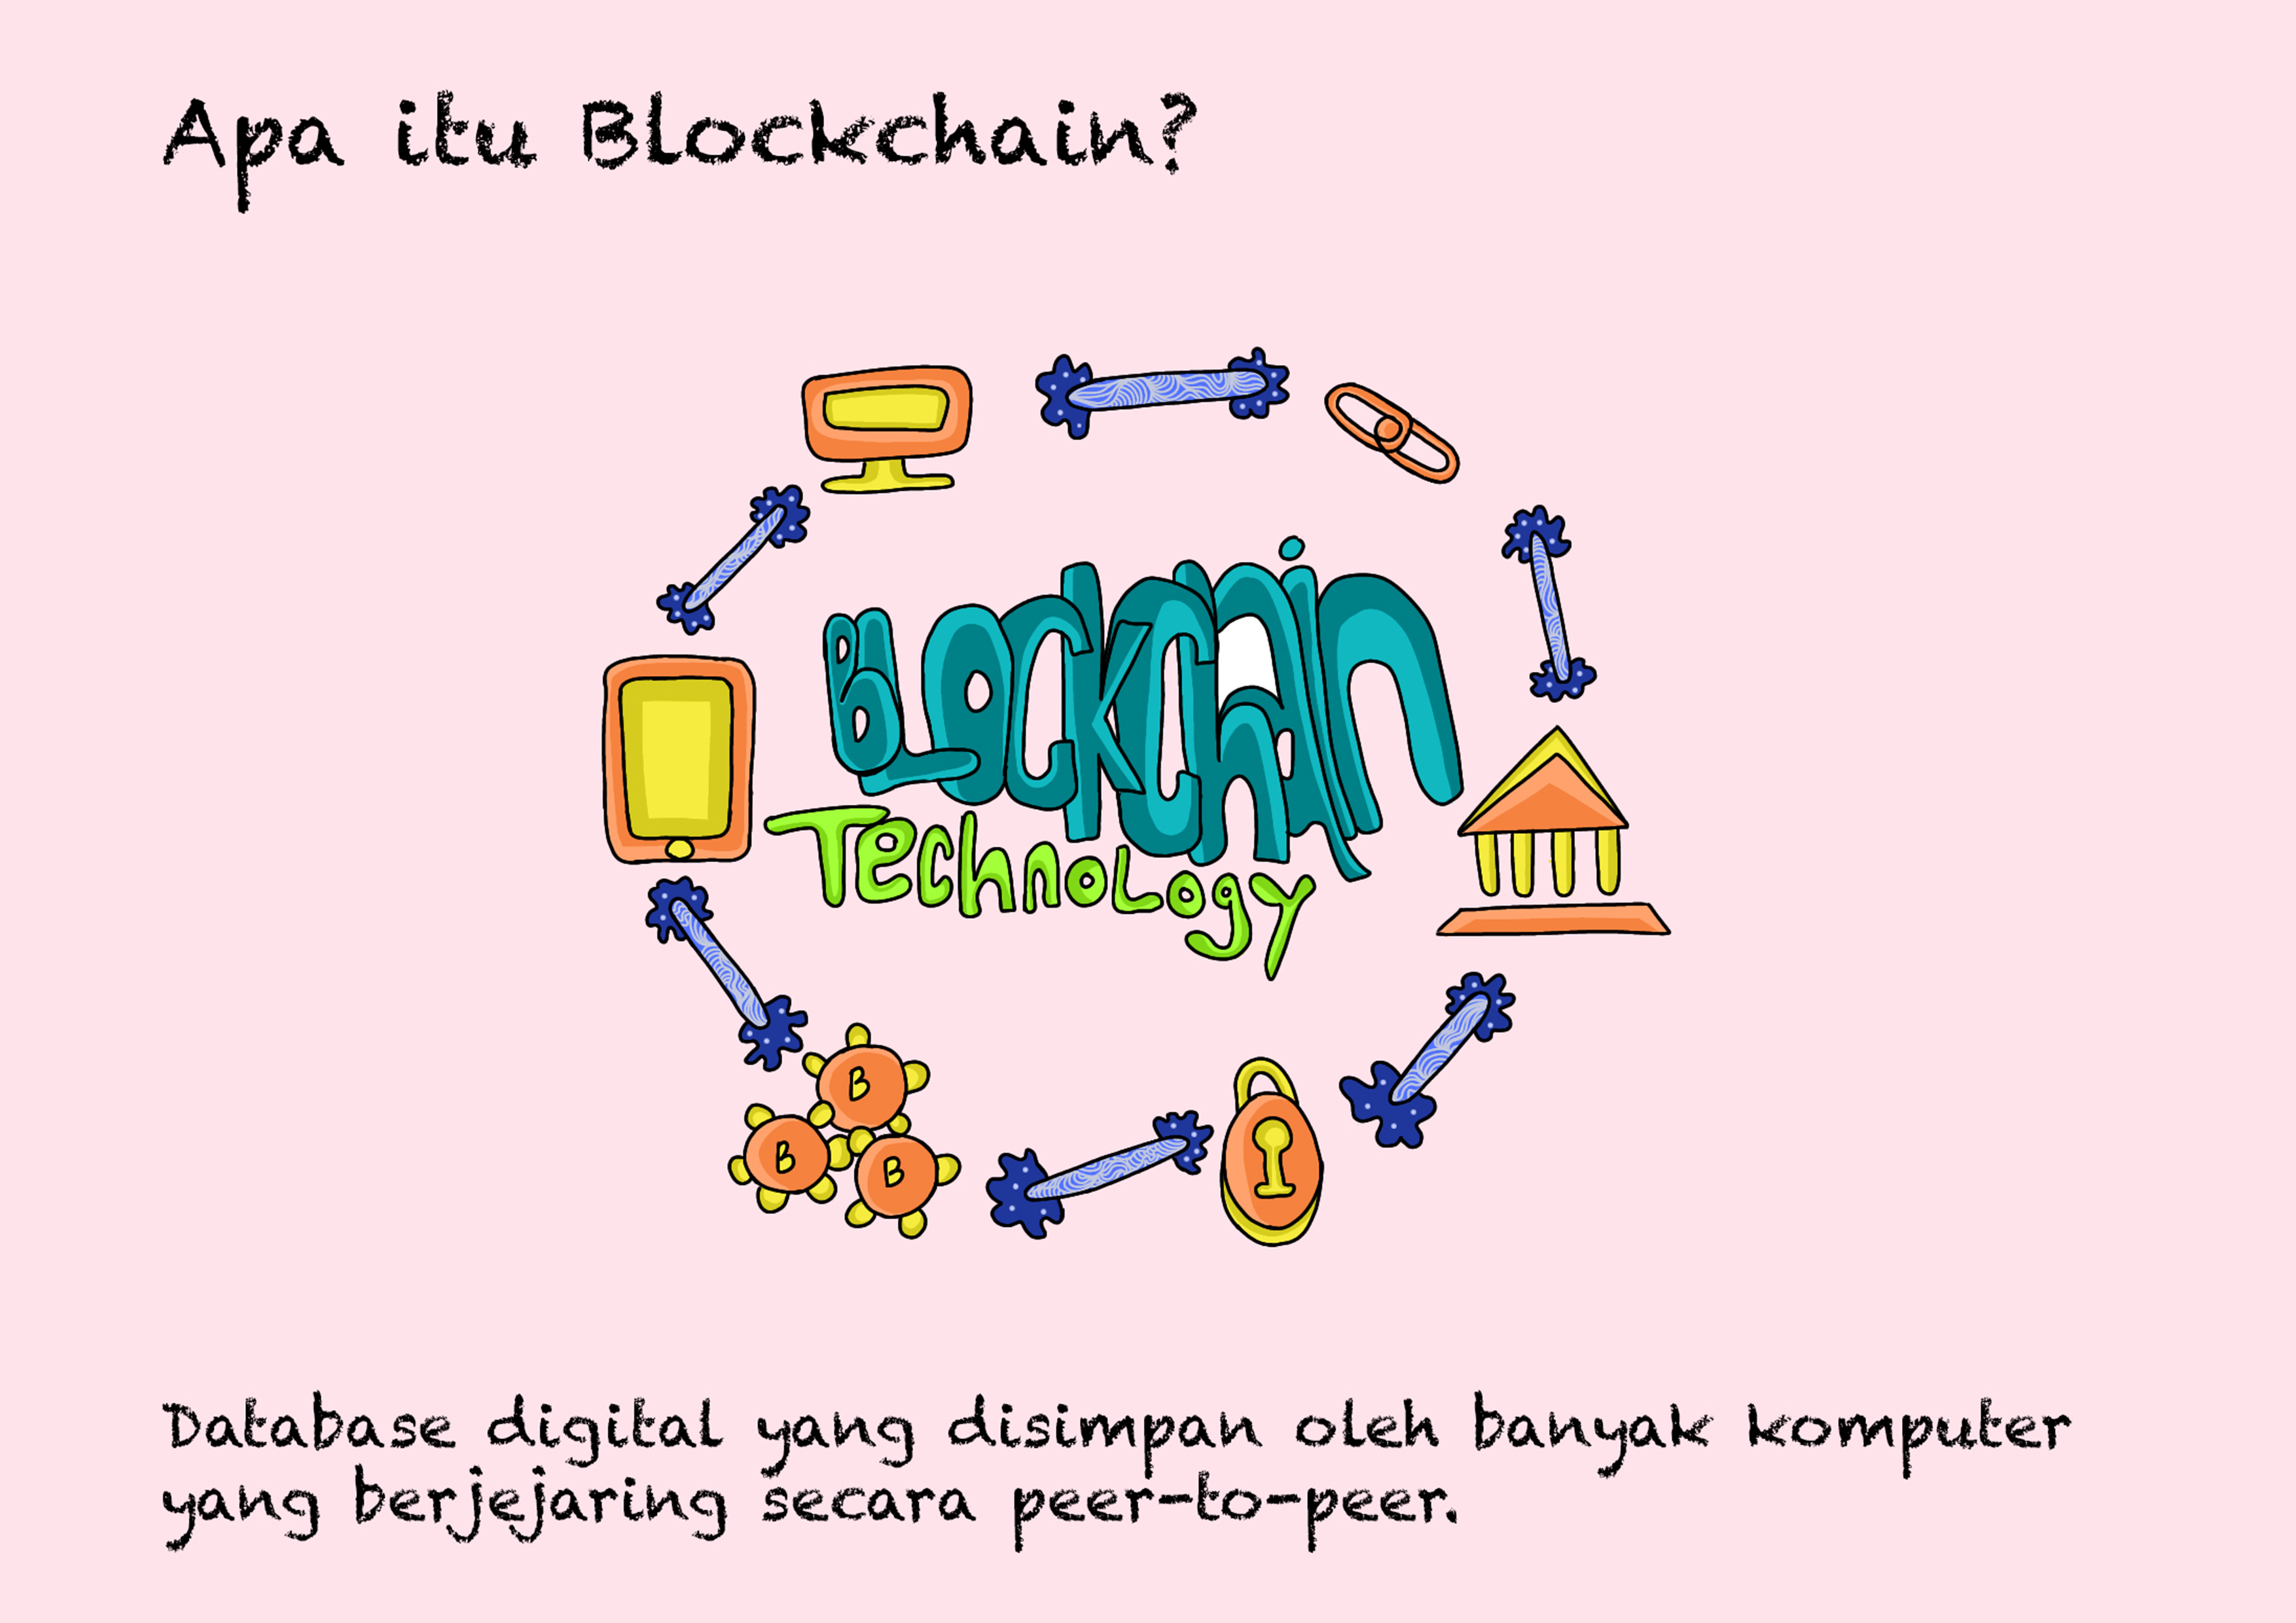 Apa itu Blockchain?
BLOCKCHAIN
TechnoLogy
B
B
B
Database digital yang disimpan oleh banyak komputer
yang berjejaring secara peer-to-peer.